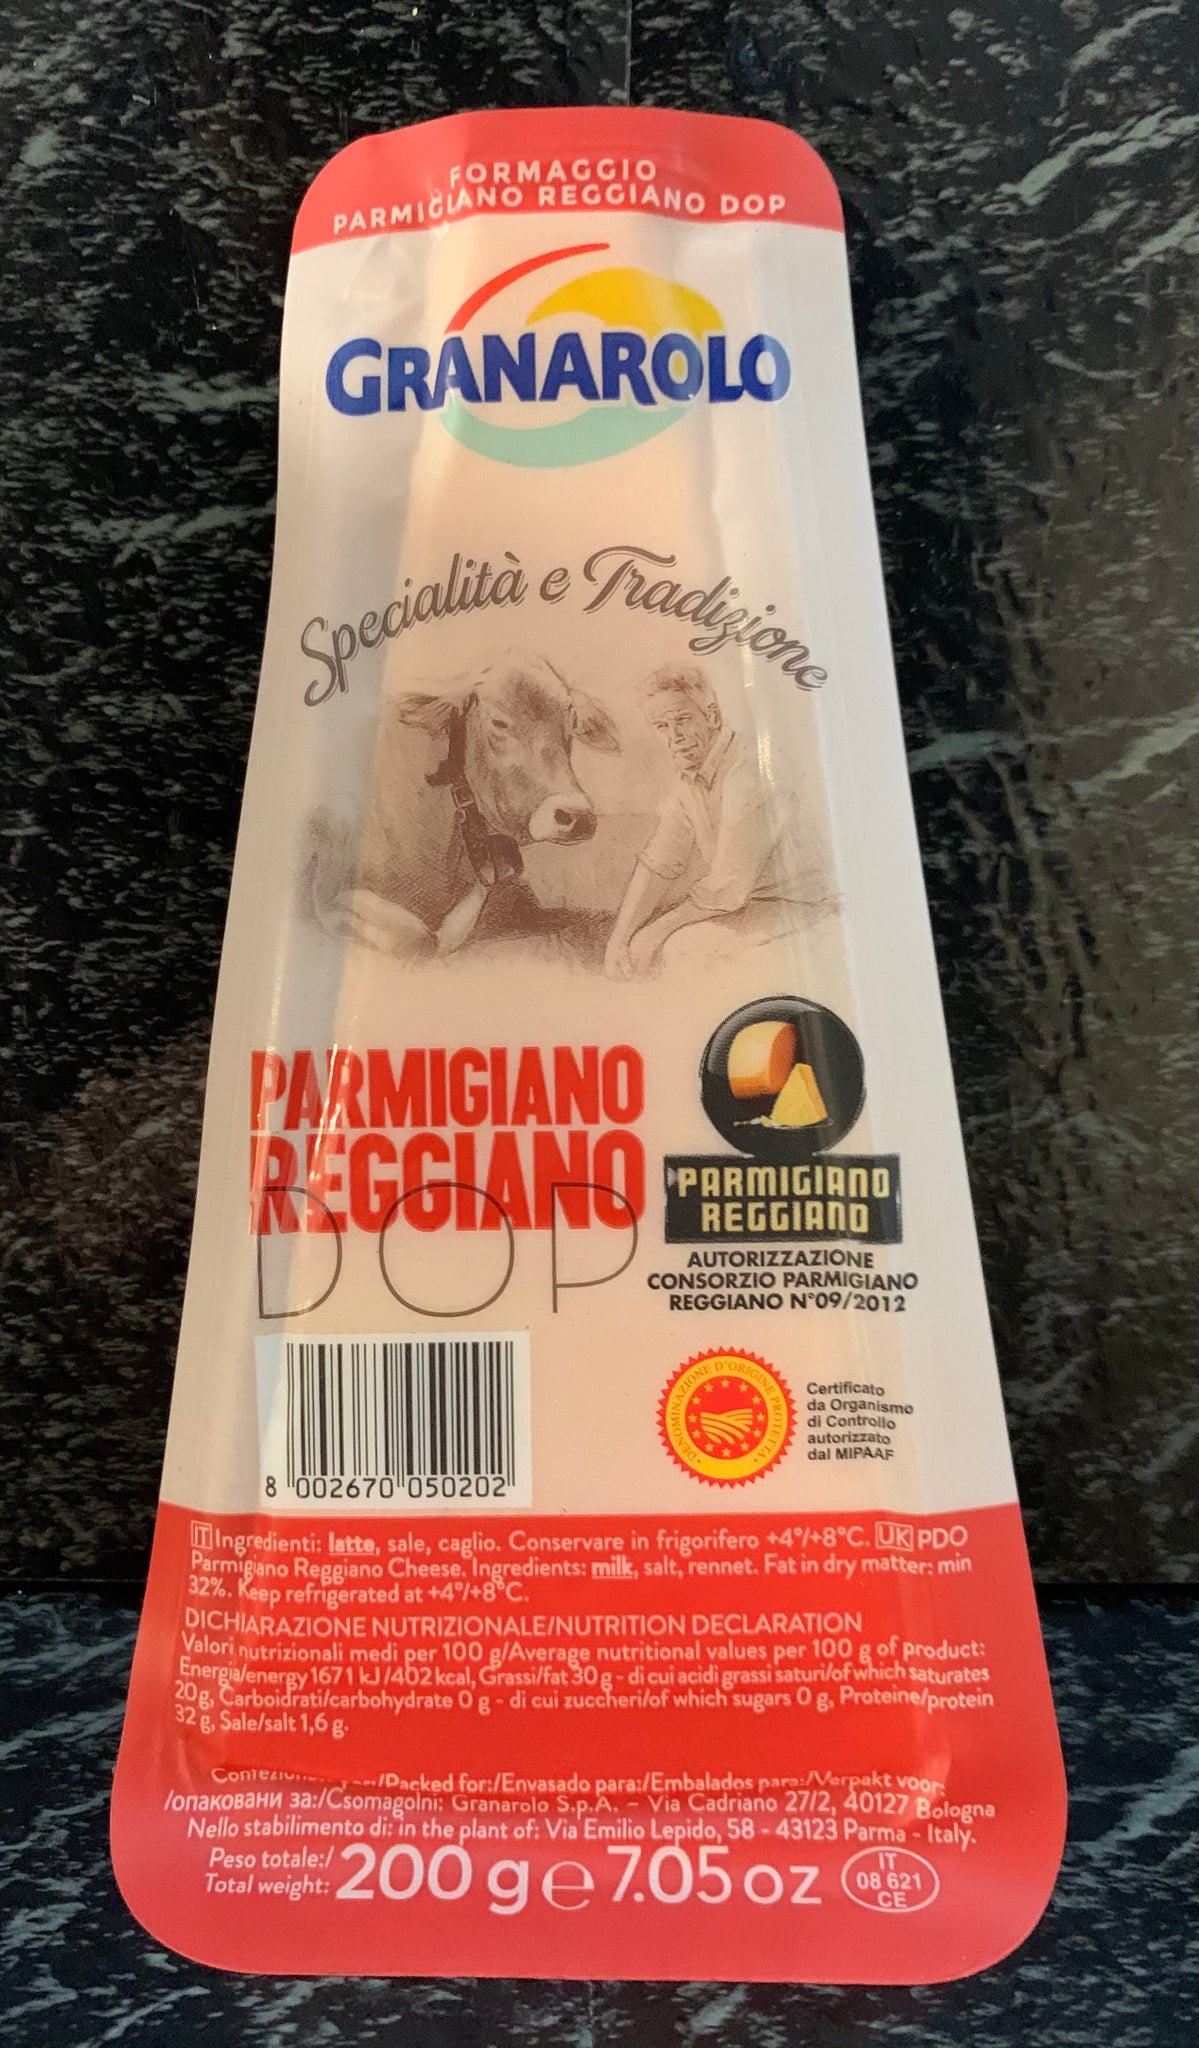 FORMAGGIO
PARMIGIANO REGGIANO DOP
GRANAROLO
Specialità e Tradizione
PARMIGIANO
REGGIANO
DOP
PARMIGIANO
REGGIANO
AUTORIZZAZIONE
CONSORZIO PARMIGIANO
REGGIANO N°09/2012
DENOMINAZIONE D'ORIGINE PROTETTA
Certificato
da Organismo
di Controllo
autorizzato
dal MIPAAF
8 002670 050202
IT Ingredienti: latte, sale, caglio. Conservare in frigorifero +4°/+8°C. UK PDO
Parmigiano Reggiano Cheese. Ingredients: milk, salt, rennet. Fat in dry matter: min
32%. Keep refrigerated at +4°/+8°C.
DICHIARAZIONE NUTRIZIONALE/NUTRITION DECLARATION
Valori nutrizionali medi per 100 g/Average nutritional values per 100 g of product:
Energia/energy 1671 kJ/402 kcal, Grassi/fat 30 g - di cui acidi grassi saturi/of which saturates
20 g, Carboidrati/carbohydrate 0 g - di cui zuccheri/of which sugars 0 g, Proteine/protein
32 g, Sale/salt 1,6 g.
/Packed for:/Envasado para:/Embalados para:/Verpakt voor:
/опаковани за:/Csomagolni: Granarolo S.p.A. - Via Cadriano 27/2, 40127 Bologna
Nello stabilimento di: in the plant of: Via Emilio Lepido, 58 - 43123 Parma - Italy.
Peso totale:/
Total weight: 200 g e 7.05 oz
IT
08 621
CE